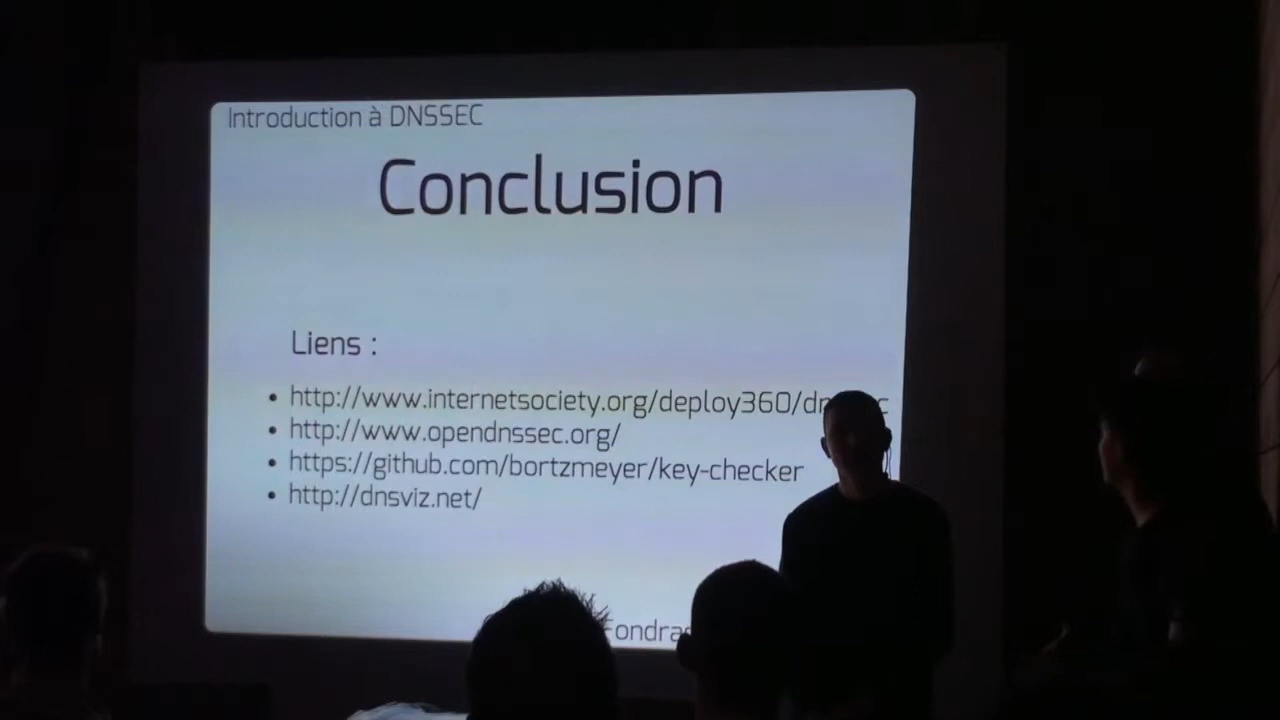 Introduction à DNSSEC
Conclusion
Liens :
• http://www.internetsociety.org/deploy360/
• http://www.opendnssec.org/
• https://github.com/bortzmeyer/key-checker
• http://dnsviz.net/